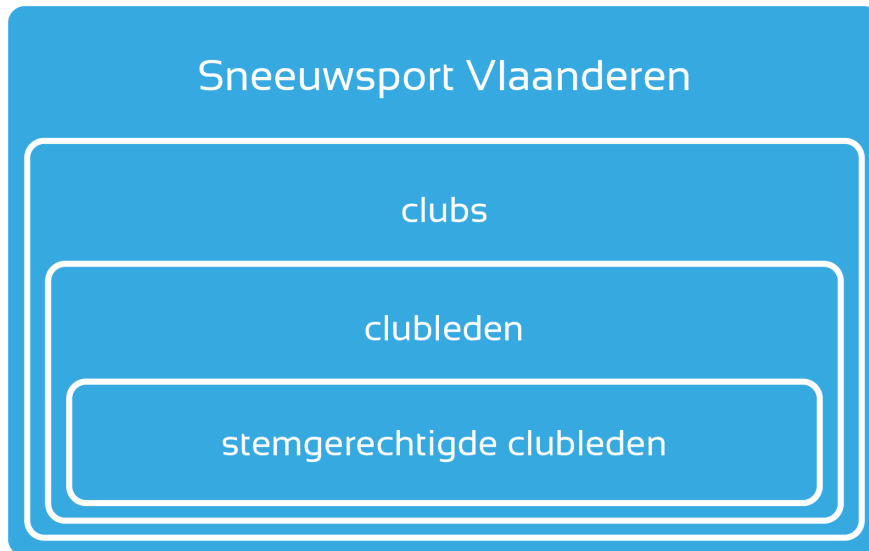 Sneeuwsport Vlaanderen
clubs
clubleden
stemgerechtigde clubleden